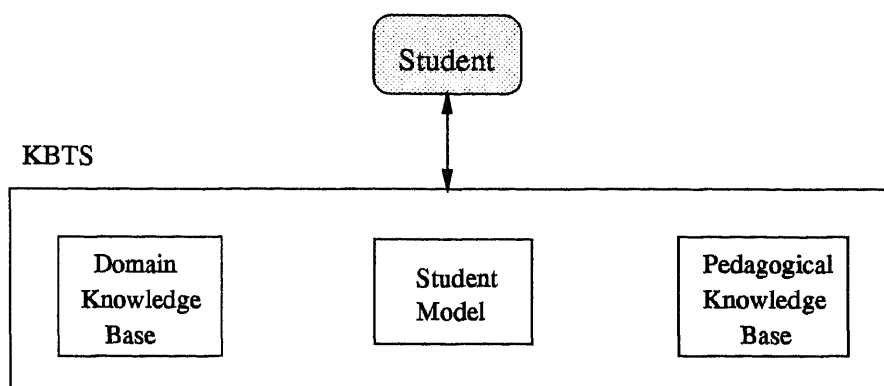 Student
KBTS
Domain
Knowledge
Base
Student
Model
Pedagogical
Knowledge
Base